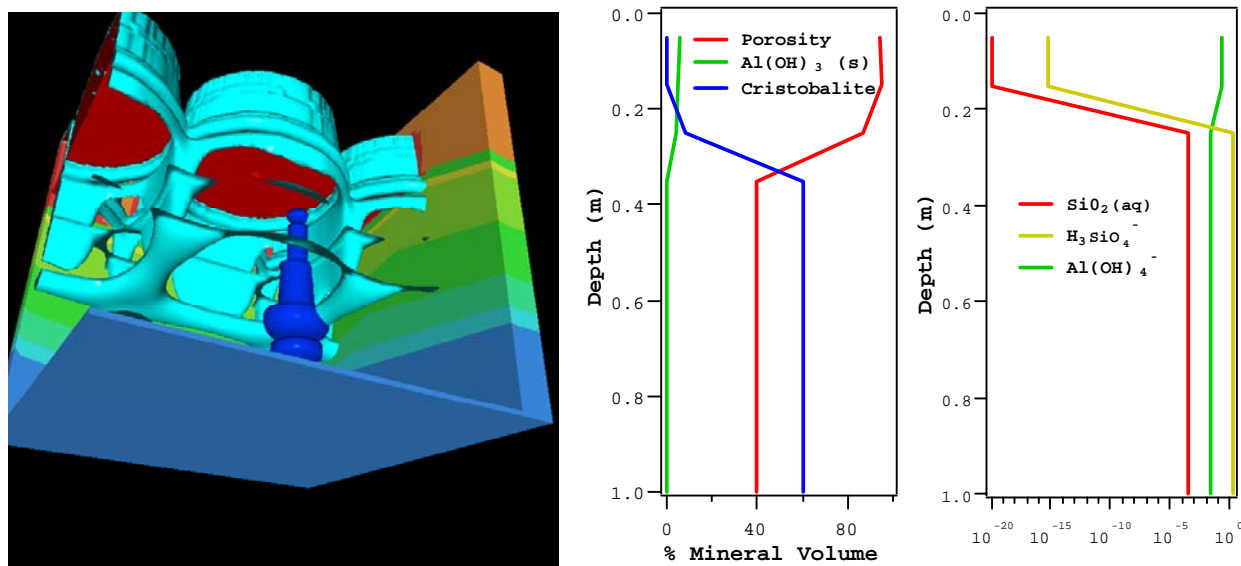 0.0
0.2
0.4
0.6
0.8
1.0
Depth (m)
Porosity
Al(OH)₃ (s)
Cristobalite
0
40
80
% Mineral Volume
0.0
0.2
0.4
0.6
0.8
1.0
Depth (m)
SiO₂(aq)
H₃SiO₄⁻
Al(OH)₄⁻
10⁻²⁰
10⁻¹⁵
10⁻¹⁰
10⁻⁵
10⁰